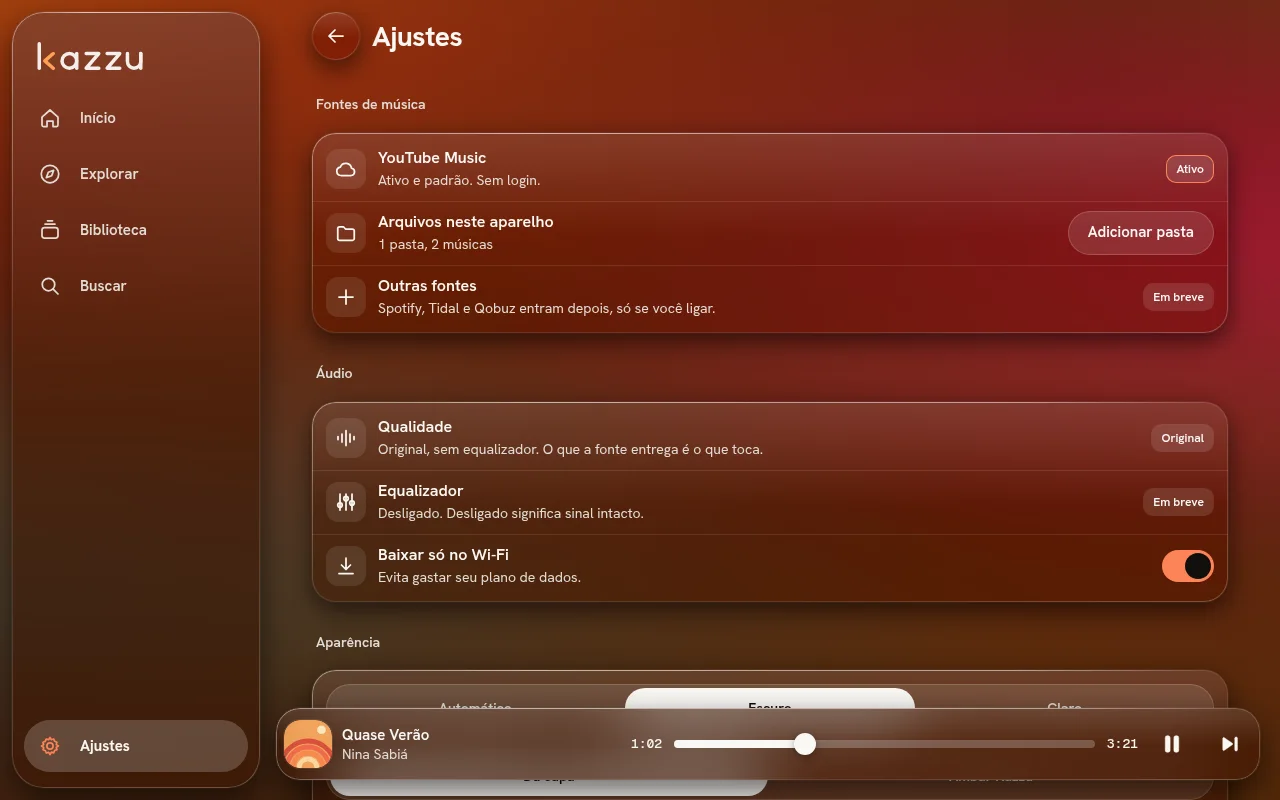 kazzu
Início
Explorar
Biblioteca
Buscar
Ajustes
Ajustes
Fontes de música
YouTube Music
Ativo e padrão. Sem login.
Ativo
Arquivos neste aparelho
1 pasta, 2 músicas
Adicionar pasta
Outras fontes
Spotify, Tidal e Qobuz entram depois, só se você ligar.
Em breve
Áudio
Qualidade
Original, sem equalizador. O que a fonte entrega é o que toca.
Original
Equalizador
Desligado. Desligado significa sinal intacto.
Em breve
Baixar só no Wi-Fi
Evita gastar seu plano de dados.
Aparência
Automático Escuro Claro
Quase Verão
Nina Sabiá
1:02
3:21